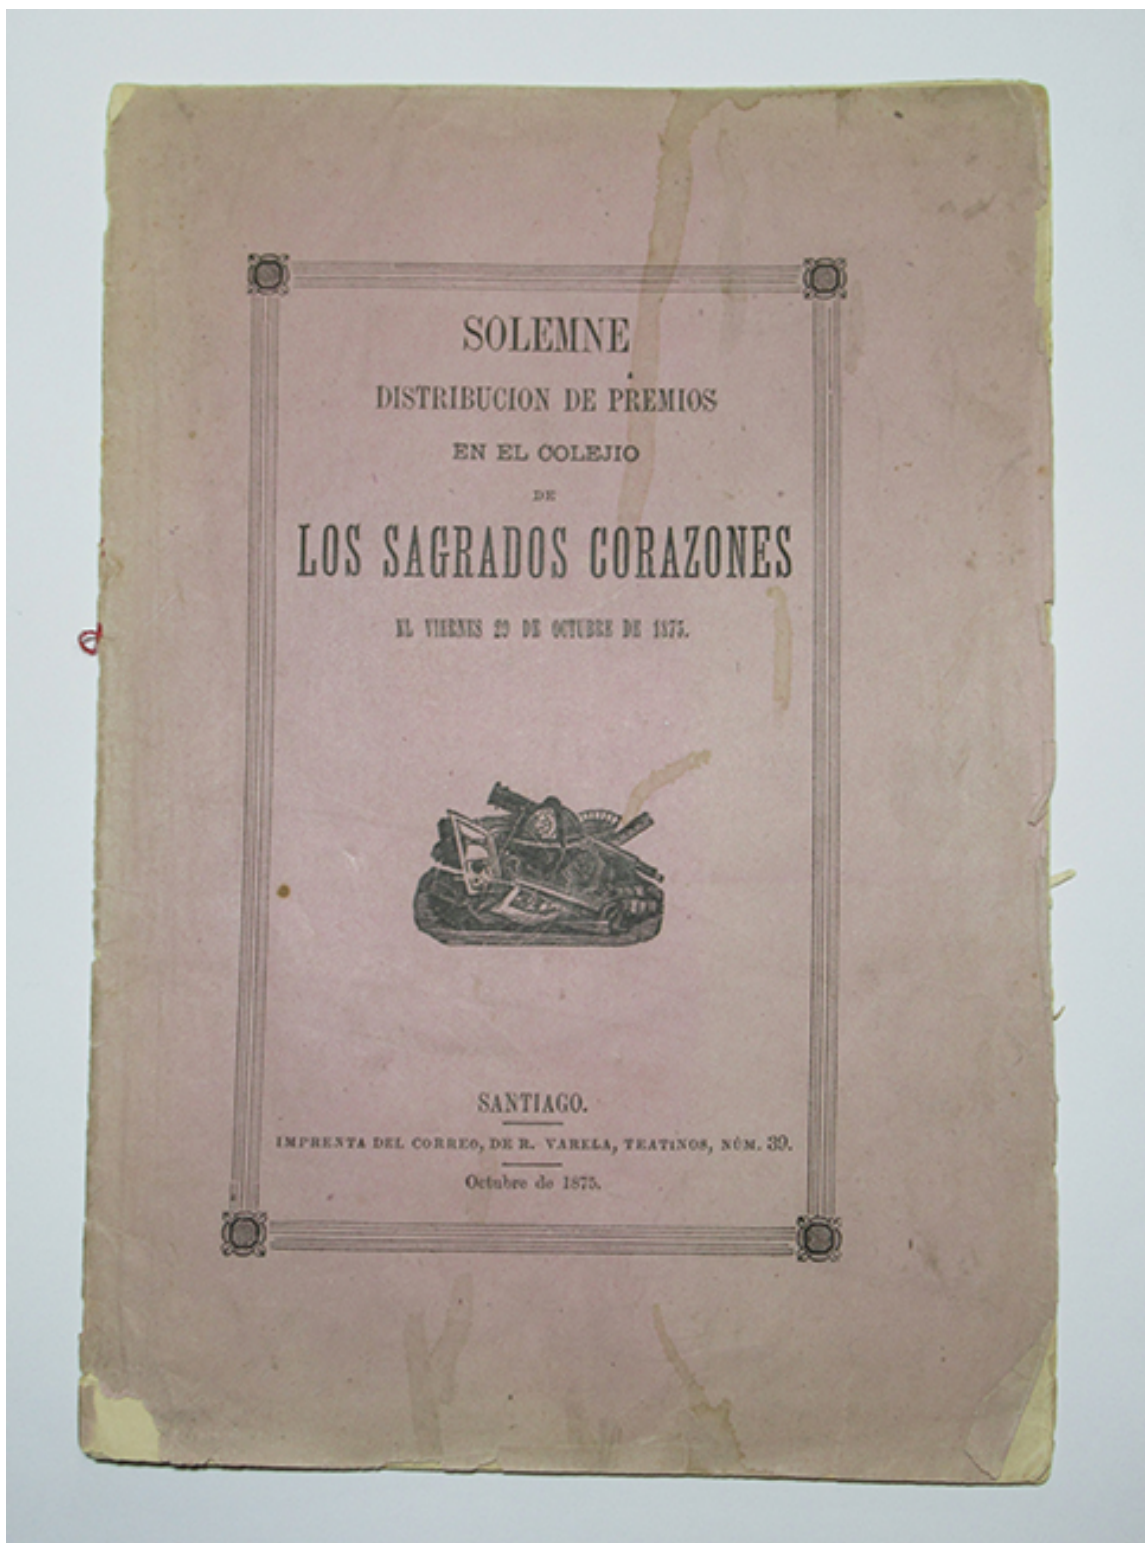 SOLEMNE
DISTRIBUCION DE PREMIOS
EN EL COLEJIO
DE
LOS SAGRADOS CORAZONES
EL VIERNES 29 DE OCTUBRE DE 1875.
SANTIAGO.
IMPRENTA DEL CORREO, DE R. VARELA, TEATINOS, NÚM. 39.
Octubre de 1875.